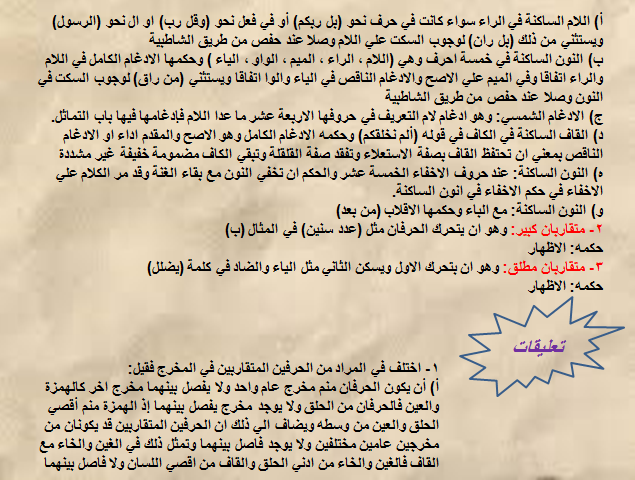 أ) اللام الساكنة في الراء سواء كانت في حرف نحو (بل ربكم) أو في فعل نحو (وقل رب) او ال نحو (الرسول)
ويستثني من ذلك (بل ران) لوجوب السكت علي اللام وصلا عند حفص من طريق الشاطبية
ب) النون الساكنة في خمسة احرف وهي (اللام ، الراء ، الميم ، الواو ، الياء ) وحكمها الادغام الكامل في اللام
والراء اتفاقا وفي الميم علي الاصح والادغام الناقص في الياء والوا اتفاقا ويستثني (من راق) لوجوب السكت في
النون وصلا عند حفص من طريق الشاطبية
ج) الادغام الشمسي: وهو ادغام لام التعريف في حروفها الاربعة عشر ما عدا اللام فإدغامها فيها باب التماثل.
د) القاف الساكنة في الكاف في قوله (ألم نخلقكم) وحكمه الادغام الكامل وهو الاصح والمقدم اداء او الادغام
الناقص بمعني ان تحتفظ القاف بصفة الاستعلاء وتفقد صفة القلقلة وتبقي الكاف مضمومة خفيفة غير مشددة
ه) النون الساكنة: عند حروف الاخفاء الخمسة عشر والحكم ان تخفي النون مع بقاء الغنة وقد مر الكلام علي
الاخفاء في حكم الاخفاء في انون الساكنة.
و) النون الساكنة: مع الباء وحكمها الاقلاب (من بعد)
٢- متقاربان كبير: وهو ان يتحرك الحرفان مثل (عدد سنين) في المثال (ب)
حكمه: الاظهار
٣- متقاربان مطلق: وهو ان يتحرك الاول ويسكن الثاني مثل الياء والضاد في كلمة (يضلل)
حكمه: الاظهار
تعليقات
١- اختلف في المراد من الحرفين المتقاربين في المخرج فقيل:
أ) أن يكون الحرفان منم مخرج عام واحد ولا يفصل بينهما مخرج اخر كالهمزة
والعين فالحرفان من الحلق ولا يوجد مخرج يفصل بينهما إذ الهمزة منم أقصي
الحلق والعين من وسطه ويضاف الي ذلك ان الحرفين المتقاربين قد يكونان من
مخرجين عامين مختلفين ولا يوجد فاصل بينهما وتمثل ذلك في الغين والخاء مع
القاف فالغين والخاء من ادني الحلق والقاف من اقصي اللسان ولا فاصل بينهما